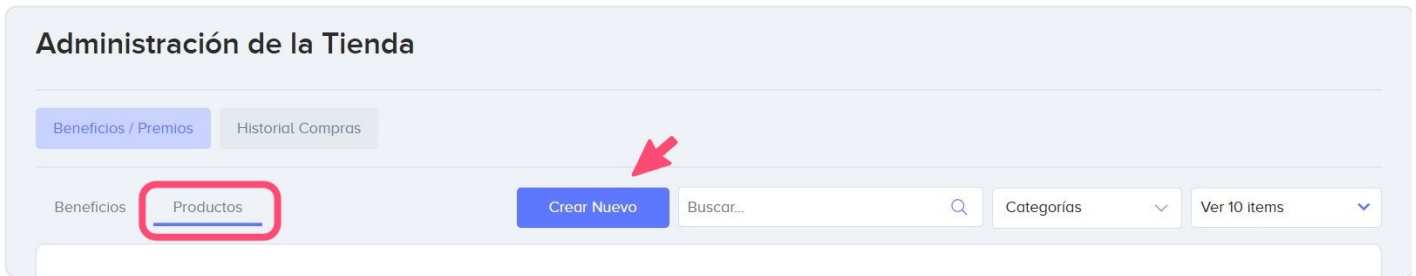 Administración de la Tienda
Beneficios / Premios Historial Compras
Beneficios Productos Crear Nuevo Buscar... Categorías Ver 10 items